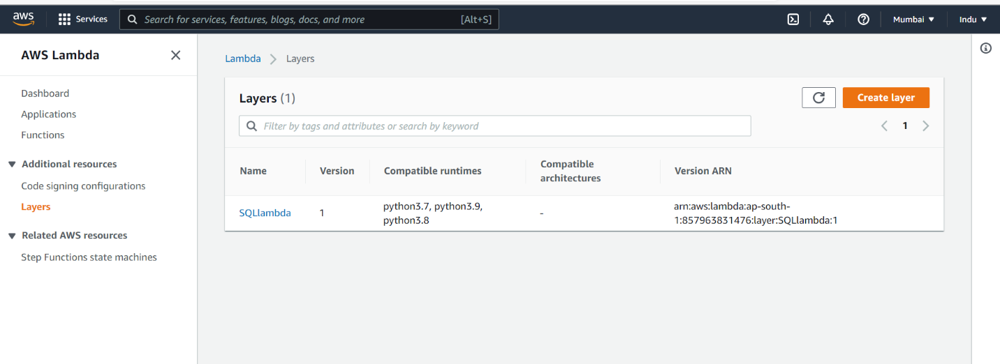 aws
Services
Search for services, features, blogs, docs, and more
[Alt+S]
Mumbai
Indu
AWS Lambda
Dashboard
Applications
Functions
Additional resources
Code signing configurations
Layers
Related AWS resources
Step Functions state machines
Lambda
Layers
Layers (1)
Create layer
Filter by tags and attributes or search by keyword
1
Name
Version
Compatible runtimes
Compatible
architectures
Version ARN
SQLlambda
1
python3.7, python3.9,
python3.8
-
arn:aws:lambda:ap-south-
1:857963831476:layer:SQLlambda:1